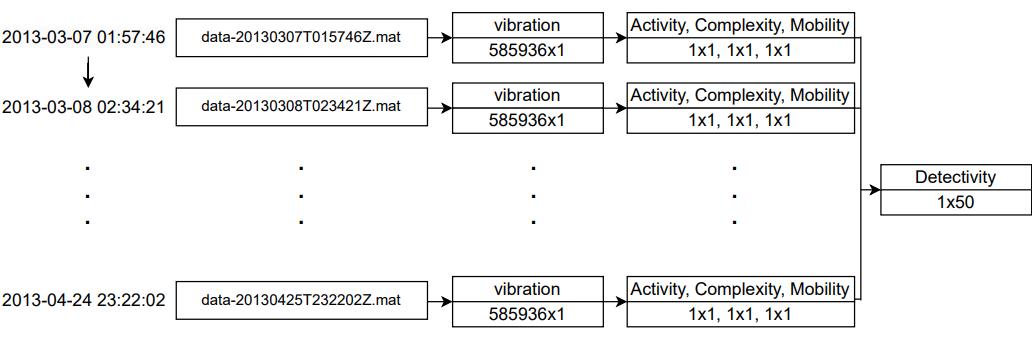 2013-03-07 01:57:46
data-20130307T015746Z.mat
vibration
585936x1
Activity, Complexity, Mobility
1x1, 1x1, 1x1
2013-03-08 02:34:21
data-20130308T023421Z.mat
vibration
585936x1
Activity, Complexity, Mobility
1x1, 1x1, 1x1
Detectivity
1x50
2013-04-24 23:22:02
data-20130425T232202Z.mat
vibration
585936x1
Activity, Complexity, Mobility
1x1, 1x1, 1x1